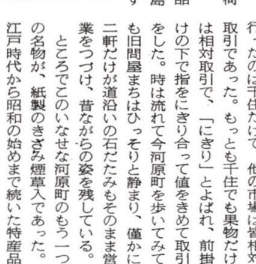 行ったのは千住だけで、他の市場は皆相対
取引であった。もっとも千住でも果物だけ
は相対取引で、「にぎり」とよばれ、前掛
けの下で指をにぎり合って値をきめて取引
をした。時は流れて今河原町を歩いてみて
も旧問屋まちはひっそりと静まり、僅かに
二軒だけが道沿いの石だたみもそのまま営
業をつづけ、昔ながらの姿を残している。
ところでこのいなせな河原町のもう一つ
の名物が、紙製のきざみ煙草入であった。
江戸時代から昭和の始めまで続いた特産品